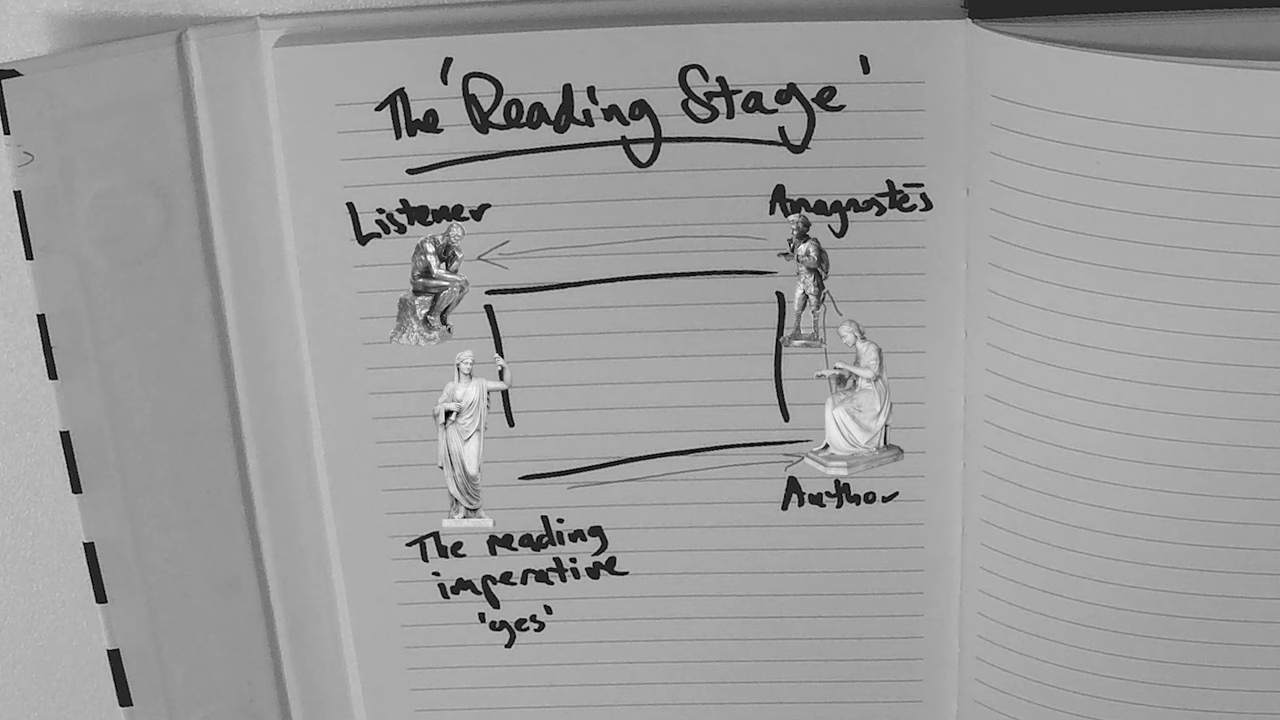 The 'Reading Stage'
Listener
Anagnostēs
Author
The reading
imperative
'yes'